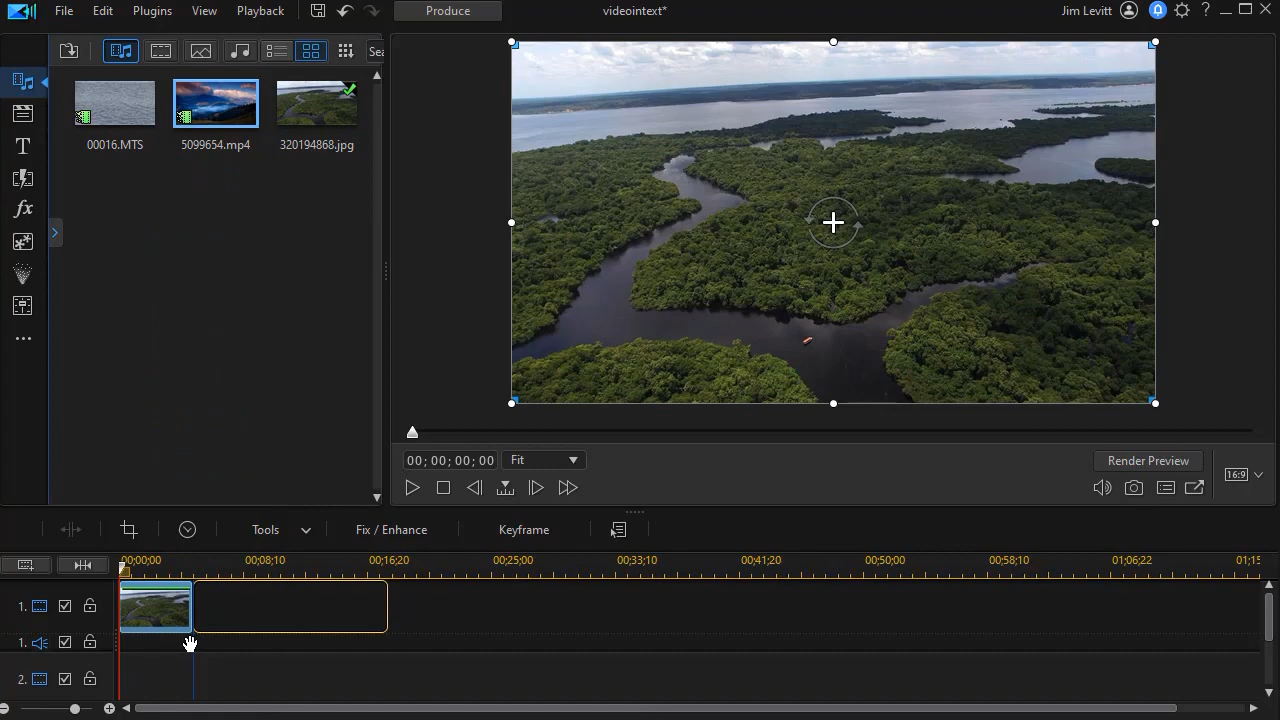 File Edit Plugins View Playback Produce videointext* Jim Levitt ?
Sea
00016.MTS 5099654.mp4 320194868.jpg
T
fx
00; 00; 00; 00 Fit Render Preview
16:9
Tools Fix / Enhance Keyframe
00;00;00 00;08;10 00;16;20 00;25;00 00;33;10 00;41;20 00;50;00 00;58;10 01;06;22 01;15
1.
1.
2.